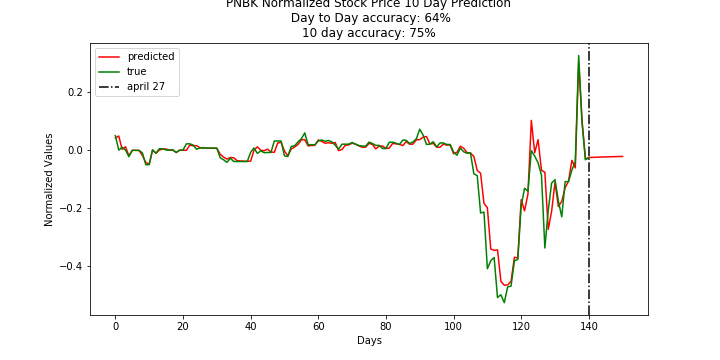 PNBK Normalized Stock Price 10 Day Prediction
Day to Day accuracy: 64%
10 day accuracy: 75%
predicted
true
april 27
Normalized Values
0.2
0.0
−0.2
−0.4
0 20 40 60 80 100 120 140
Days